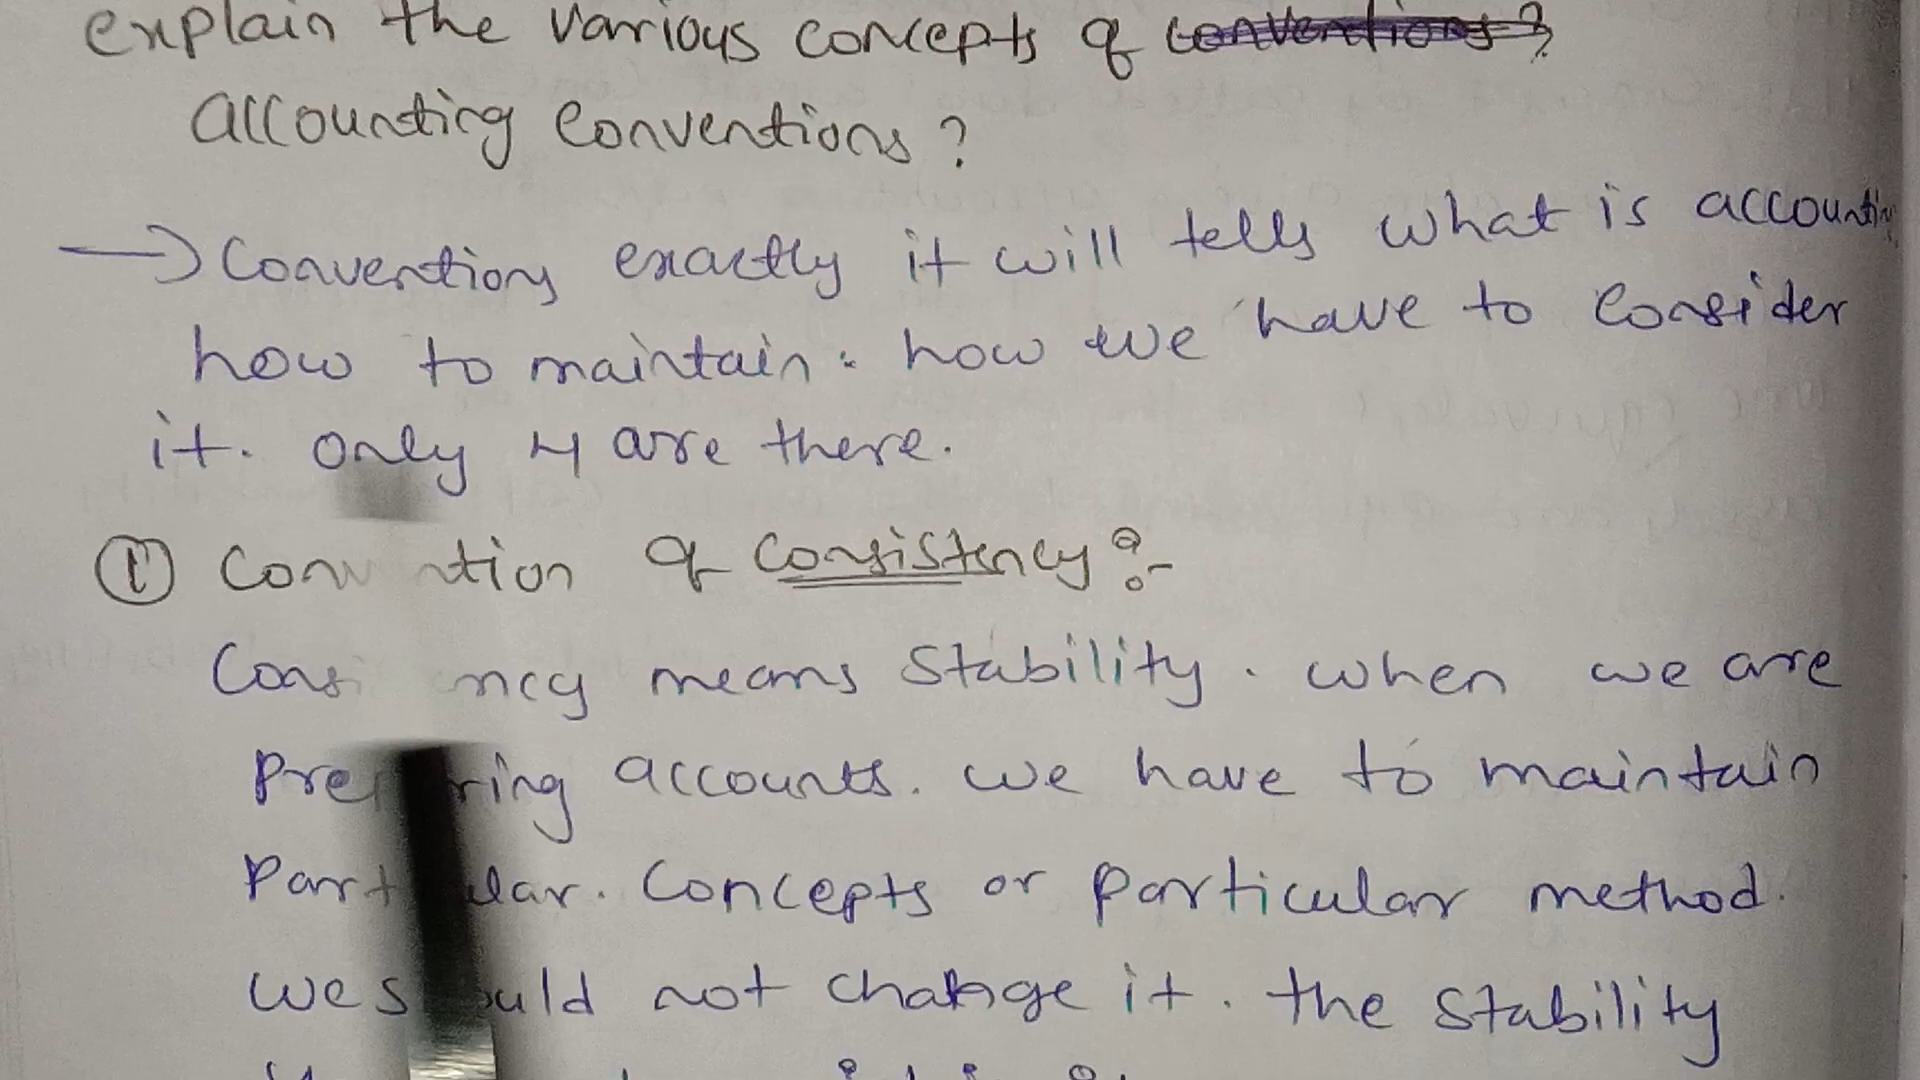 explain the various concepts of conventions?
accounting conventions?
→ Conventions exactly it will tells what is accounting
how to maintain. how we have to consider
it. only 4 are there.
① Con tion of consistency:-
Consi ncy means stability. when we are
Pre ring accounts. we have to maintain
Part ular. concepts or particular method.
we s ould not change it. the stability